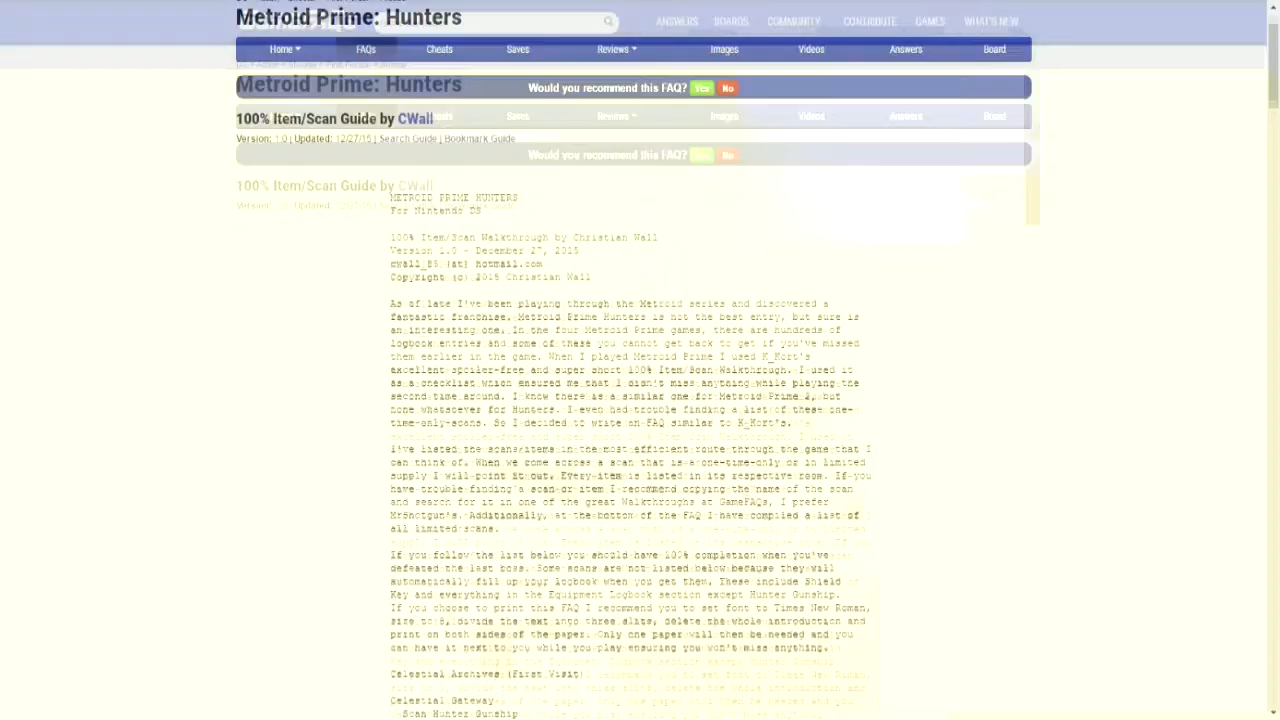 Metroid Prime: Hunters
ANSWERS BOARDS COMMUNITY CONTRIBUTE GAMES WHAT'S NEW
Home FAQs Cheats Saves Reviews Images Videos Answers Board
Metroid Prime: Hunters
Would you recommend this FAQ? Yes No
100% Item/Scan Guide by CWall
Saves Reviews Images Videos Answers Board
Version: 1.0 | Updated: 12/27/15 | Search Guide | Bookmark Guide
Would you recommend this FAQ?
100% Item/Scan Guide by CWall
METROID PRIME HUNTERS
For Nintendo DS
100% Item/Scan Walkthrough by Christian Wall
Version 1.0 - December 27, 2015
cwall_85 [at] hotmail.com
Copyright (c) 2015 Christian Wall
As of late I've been playing through the Metroid series and discovered a
fantastic franchise. Metroid Prime Hunters is not the best entry, but sure is
an interesting one. In the four Metroid Prime games, there are hundreds of
logbook entries and some of these you cannot get back to get if you've missed
them earlier in the game. When I played Metroid Prime I used K_Kort's
excellent spoiler-free and super short 100% Item/Scan Walkthrough. I used it
as a checklist which ensured me that I didn't miss anything while playing the
second time around. I know there is a similar one for Metroid Prime 2, but
none whatsoever for Hunters. I even had trouble finding a list of these one-
time-only-scans. So I decided to write an FAQ similar to K_Kort's.
I've listed the scans/items in the most efficient route through the game that I
can think of. When we come across a scan that is a one-time-only or in limited
supply I will point it out. Every item is listed in its respective room. If you
have trouble finding a scan or item I recommend copying the name of the scan
and search for it in one of the great Walkthroughs at GameFAQs, I prefer
MrShotgun's. Additionally, at the bottom of the FAQ I have compiled a list of
all limited scans.
If you follow the list below you should have 100% completion when you've
defeated the last boss. Some scans are not listed below because they will
automatically fill up your logbook when you get them. These include Shield
Key and everything in the Equipment Logbook section except Hunter Gunship.
If you choose to print this FAQ I recommend you to set font to Times New Roman,
size to 8, divide the text into three slits, delete the whole introduction and
print on both sides of the paper. Only one paper will then be needed and you
can have it next to you while you play ensuring you won't miss anything.
Celestial Archives (First Visit)
Celestial Gateway
-Scan Hunter Gunship